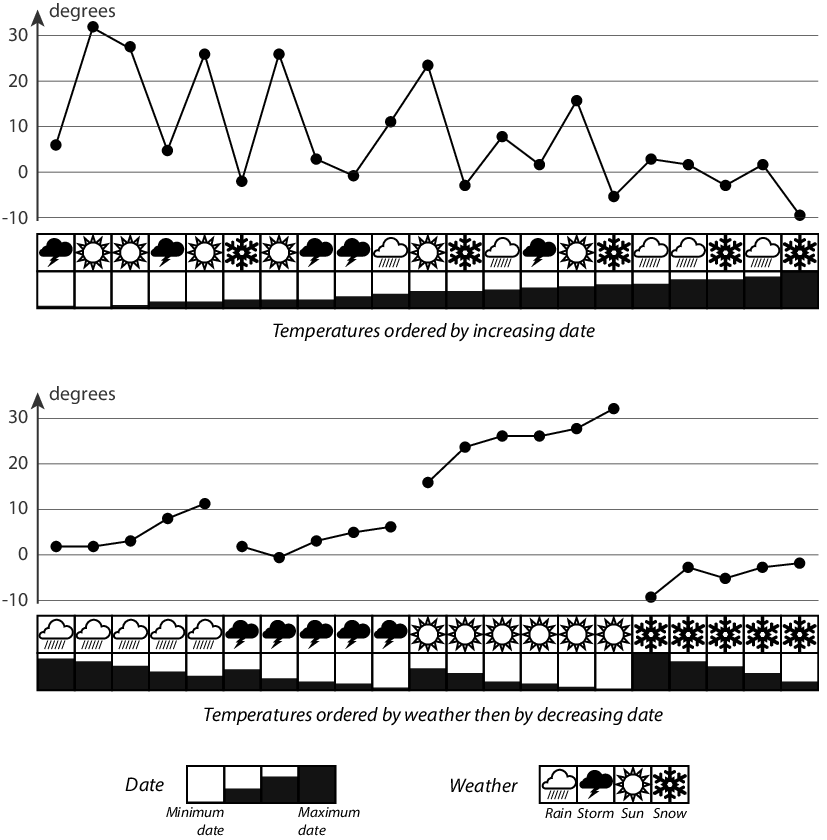 degrees
30
20
10
0
-10
Temperatures ordered by increasing date
degrees
30
20
10
0
-10
Temperatures ordered by weather then by decreasing date
Date
Minimum date
Maximum date
Weather
Rain Storm Sun Snow